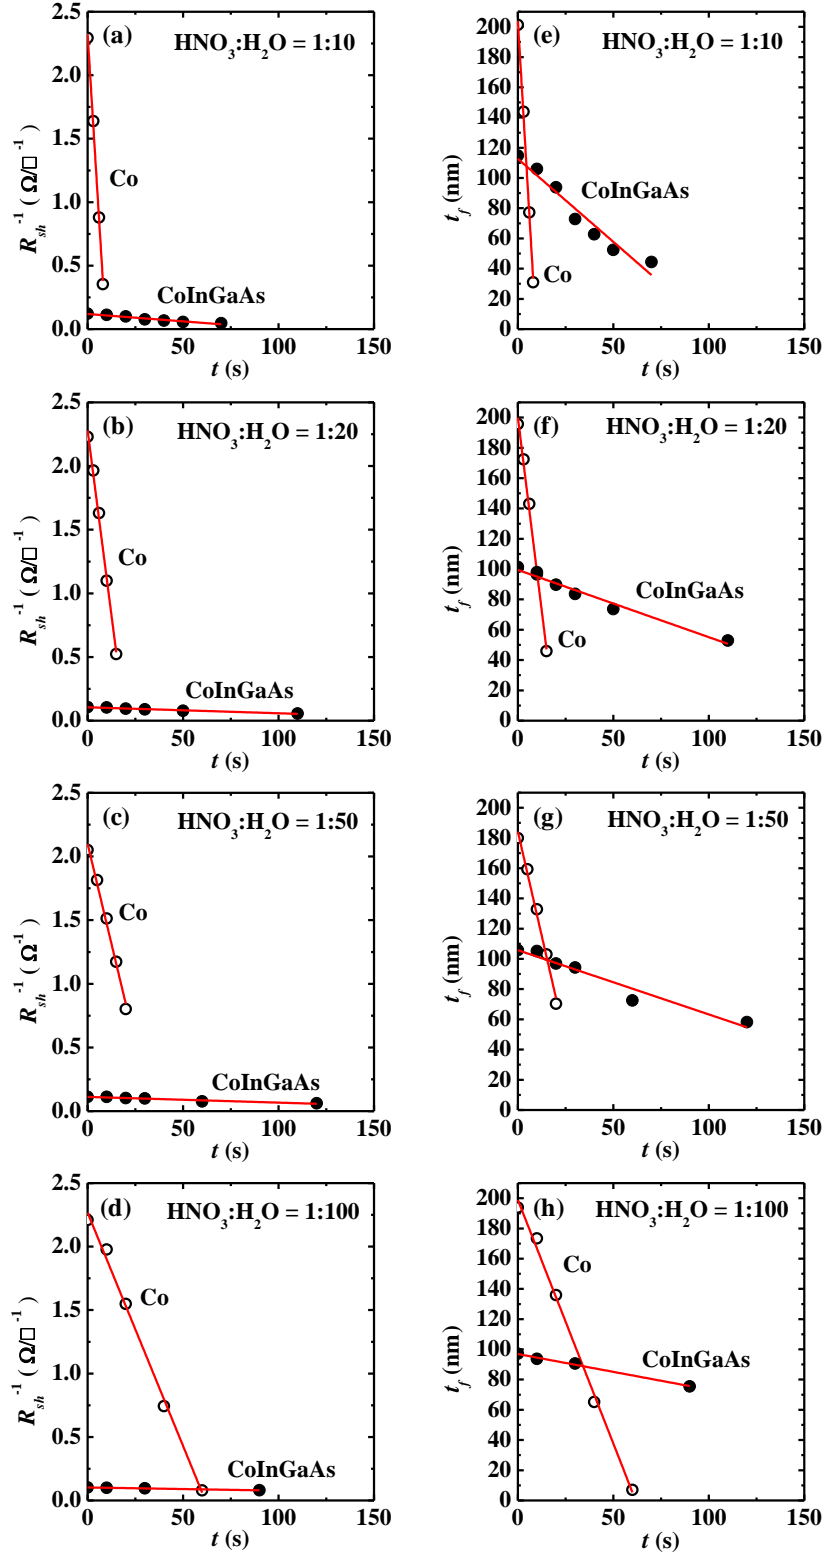 (a) HNO3:H2O = 1:10
2.5
2.0
1.5
1.0
0.5
0.0
Rsh-1 ( Ω/□-1)
Co
CoInGaAs
0 50 100 150
t (s)
(e) HNO3:H2O = 1:10
200
180
160
140
120
100
80
60
40
20
0
tf (nm)
CoInGaAs
Co
0 50 100 150
t (s)
(b) HNO3:H2O = 1:20
2.5
2.0
1.5
1.0
0.5
0.0
Rsh-1 ( Ω/□-1)
Co
CoInGaAs
0 50 100 150
t (s)
(f) HNO3:H2O = 1:20
200
180
160
140
120
100
80
60
40
20
0
tf (nm)
CoInGaAs
Co
0 50 100 150
t (s)
(c) HNO3:H2O = 1:50
2.5
2.0
1.5
1.0
0.5
0.0
Rsh-1 ( Ω-1)
Co
CoInGaAs
0 50 100 150
t (s)
(g) HNO3:H2O = 1:50
200
180
160
140
120
100
80
60
40
20
0
tf (nm)
0 50 100 150
t (s)
(d) HNO3:H2O = 1:100
2.5
2.0
1.5
1.0
0.5
0.0
Rsh-1 ( Ω/□-1)
Co
CoInGaAs
0 50 100 150
t (s)
(h) HNO3:H2O = 1:100
200
180
160
140
120
100
80
60
40
20
0
tf (nm)
Co
CoInGaAs
0 50 100 150
t (s)